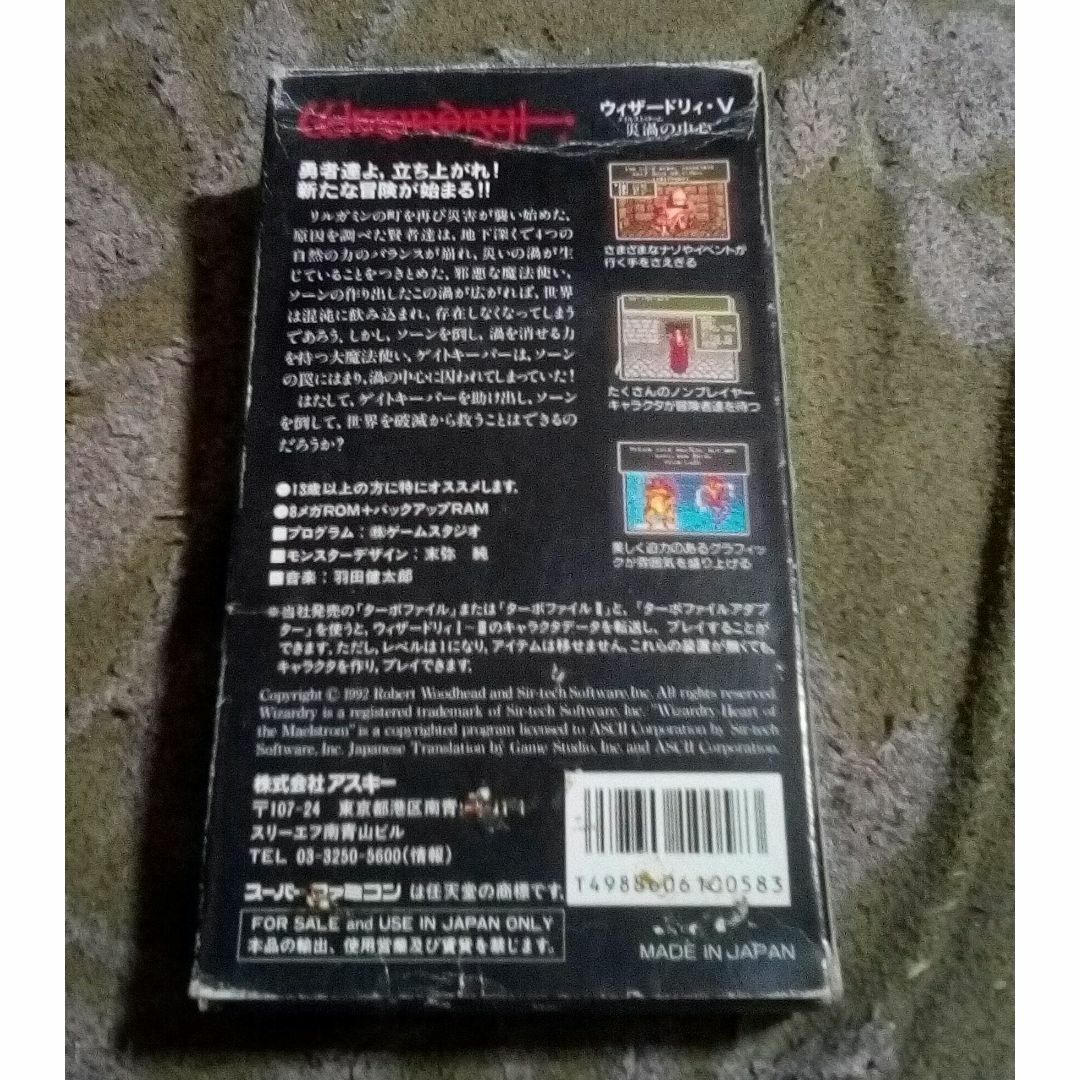 Wizardry
ウィザードリィ・V
災渦の中心
勇者達よ,立ち上がれ!
新たな冒険が始まる!!
リルガミンの町を再び災害が襲い始めた。
原因を調べた賢者達は、地下深くで4つの
自然の力のバランスが崩れ、災いの渦が生
じていることをつきとめた。邪悪な魔法使い、
ソーンの作り出したこの渦が広がれば、世界
は混沌に飲み込まれ、存在しなくなってしまう
であろう。しかし、ソーンを倒し、渦を消せる力
を持つ大魔法使い、ゲイトキーパーは、ソーン
の罠にはまり、渦の中心に囚われてしまっていた!
はたして、ゲイトキーパーを助け出し、ソーン
を倒して、世界を破滅から救うことはできるの
だろうか?
さまざまなナゾやイベントが
行く手をさえぎる
たくさんのノンプレイヤー
キャラクタが冒険者達を待つ
美しく迫力のあるグラフィッ
クが雰囲気を盛り上げる
●13歳以上の方に特にオススメします。
●8メガROM+バックアップRAM
■プログラム:㈱ゲームスタジオ
■モンスターデザイン:末弥 純
■音楽:羽田健太郎
※当社発売の「ターボファイル」または「ターボファイルⅡ」と、「ターボファイルアダプ
ター」を使うと、ウィザードリィⅠ~Ⅲのキャラクタデータを転送し、プレイすることが
できます。ただし、レベルは1になり、アイテムは移せません。これらの装置が無くても、
キャラクタを作り、プレイできます。
Copyright © 1992 Robert Woodhead and Sir-tech Software, Inc. All rights reserved.
Wizardry is a registered trademark of Sir-tech Software, Inc. "Wizardry Heart of
the Maelstrom" is a copyrighted program licensed to ASCII Corporation by Sir-tech
Software, Inc. Japanese Translation by Game Studio, Inc. and ASCII Corporation.
株式会社アスキー
〒107-24 東京都港区南青
スリーエフ南青山ビル
TEL 03-3250-5600(情報)
スーパーファミコン は任天堂の商標です。
FOR SALE and USE IN JAPAN ONLY
本品の輸出、使用営業及び賃貸を禁じます。
T4988606100583
MADE IN JAPAN